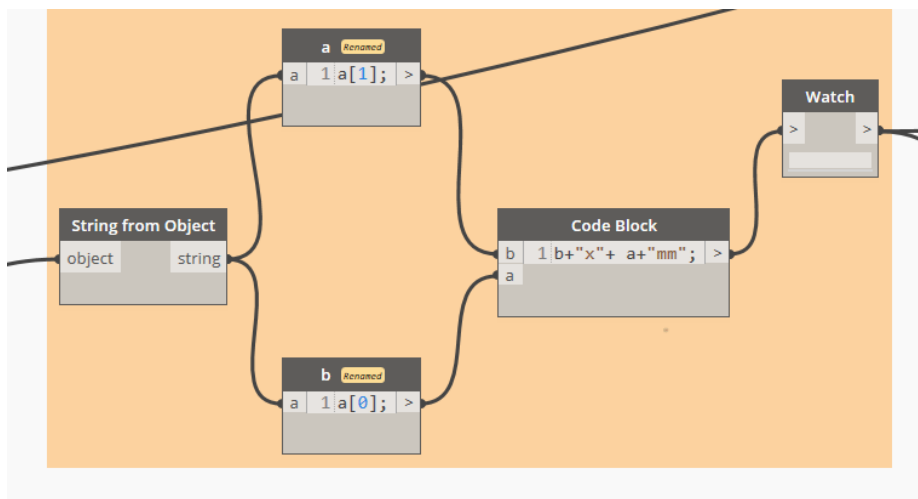 a Renamed
a 1 a[1]; >
Watch
> >
String from Object
object string
Code Block
b 1 b+"x"+ a+"mm"; >
a
b Renamed
a 1 a[0]; >